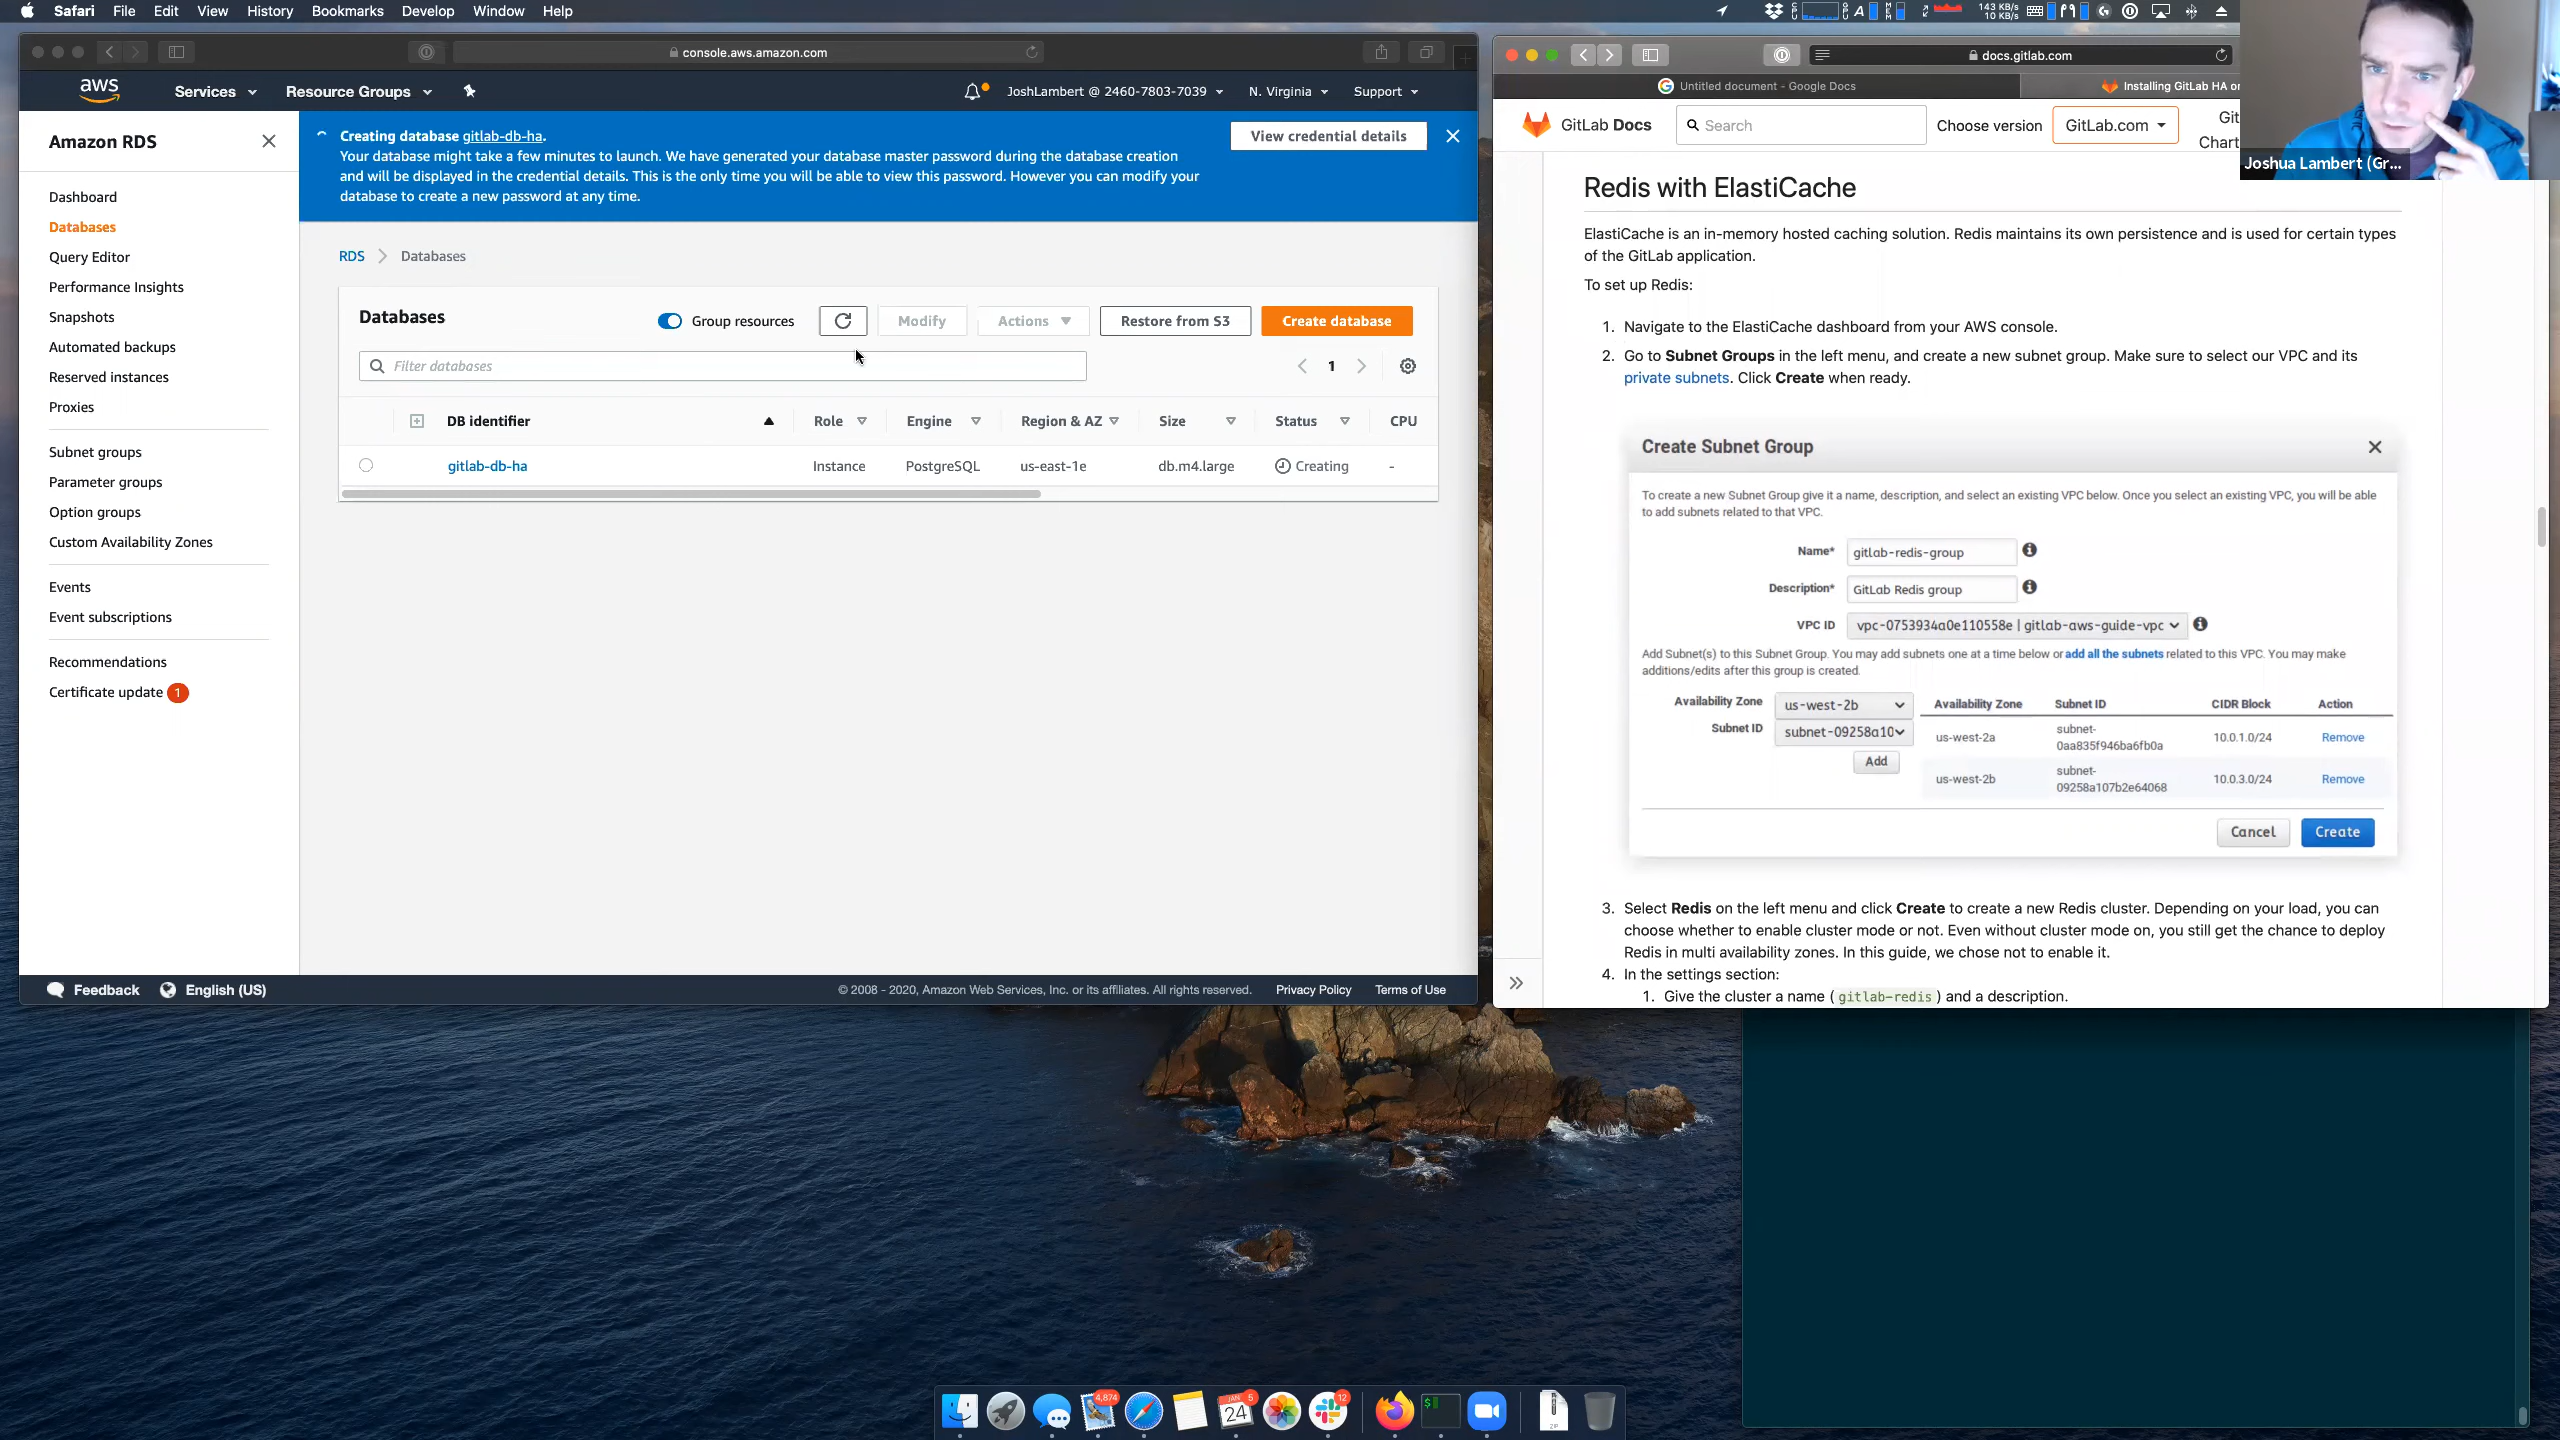 Safari File Edit View History Bookmarks Develop Window Help
143 KB/s
10 KB/s
console.aws.amazon.com
aws Services Resource Groups JoshLambert @ 2460-7803-7039 N. Virginia Support
Amazon RDS
Dashboard
Databases
Query Editor
Performance Insights
Snapshots
Automated backups
Reserved instances
Proxies
Subnet groups
Parameter groups
Option groups
Custom Availability Zones
Events
Event subscriptions
Recommendations
Certificate update 1
Creating database gitlab-db-ha.
Your database might take a few minutes to launch. We have generated your database master password during the database creation
and will be displayed in the credential details. This is the only time you will be able to view this password. However you can modify your
database to create a new password at any time.
View credential details
RDS Databases
Databases
Group resources Modify Actions Restore from S3 Create database
Filter databases
1
DB identifier Role Engine Region & AZ Size Status CPU
gitlab-db-ha Instance PostgreSQL us-east-1e db.m4.large Creating -
Feedback English (US)
© 2008 - 2020, Amazon Web Services, Inc. or its affiliates. All rights reserved. Privacy Policy Terms of Use
docs.gitlab.com
Untitled document - Google Docs
Installing GitLab HA o
GitLab Docs Search Choose version GitLab.com
Git
Chart
Joshua Lambert (Gr...
Redis with ElastiCache
ElastiCache is an in-memory hosted caching solution. Redis maintains its own persistence and is used for certain types
of the GitLab application.
To set up Redis:
1. Navigate to the ElastiCache dashboard from your AWS console.
2. Go to Subnet Groups in the left menu, and create a new subnet group. Make sure to select our VPC and its
private subnets. Click Create when ready.
Create Subnet Group
To create a new Subnet Group give it a name, description, and select an existing VPC below. Once you select an existing VPC, you will be able
to add subnets related to that VPC.
Name* gitlab-redis-group
Description* GitLab Redis group
VPC ID vpc-0753934a0e110558e | gitlab-aws-guide-vpc
Add Subnet(s) to this Subnet Group. You may add subnets one at a time below or add all the subnets related to this VPC. You may make
additions/edits after this group is created.
Availability Zone us-west-2b
Subnet ID subnet-09258a10
Add
Availability Zone Subnet ID CIDR Block Action
us-west-2a subnet-0aa835f946ba6fb0a 10.0.1.0/24 Remove
us-west-2b subnet-09258a107b2e64068 10.0.3.0/24 Remove
Cancel Create
3. Select Redis on the left menu and click Create to create a new Redis cluster. Depending on your load, you can
choose whether to enable cluster mode or not. Even without cluster mode on, you still get the chance to deploy
Redis in multi availability zones. In this guide, we chose not to enable it.
4. In the settings section:
1. Give the cluster a name (gitlab-redis) and a description.
4,874
JAN
24
5
12
$
ZIP